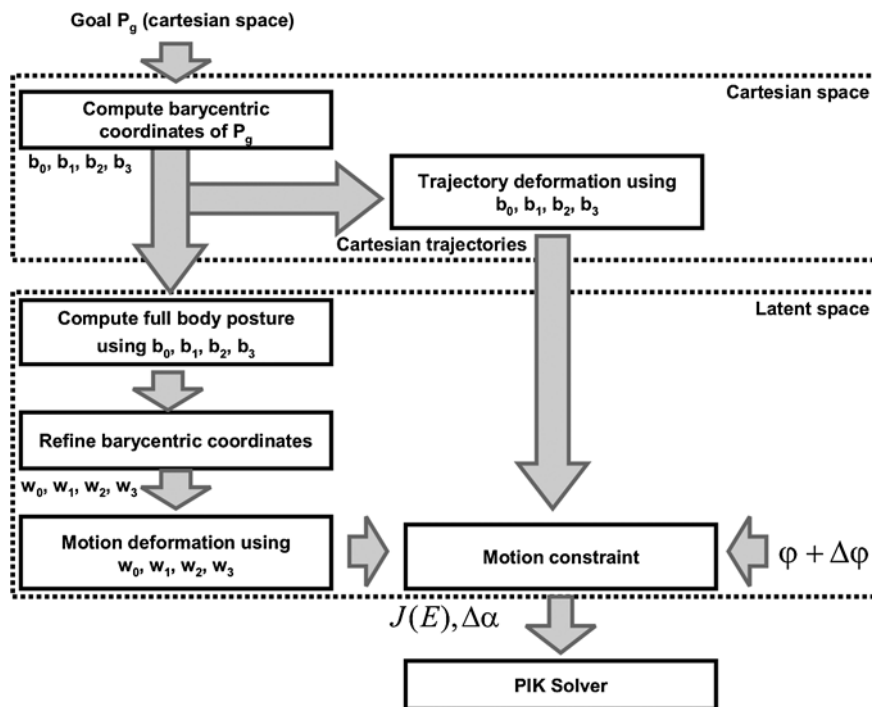 Goal P_g (cartesian space)
Cartesian space
Compute barycentric
coordinates of P_g
b_0, b_1, b_2, b_3
Trajectory deformation using
b_0, b_1, b_2, b_3
Cartesian trajectories
Latent space
Compute full body posture
using b_0, b_1, b_2, b_3
Refine barycentric coordinates
w_0, w_1, w_2, w_3
Motion deformation using
w_0, w_1, w_2, w_3
Motion constraint
φ + Δφ
J(E), Δα
PIK Solver